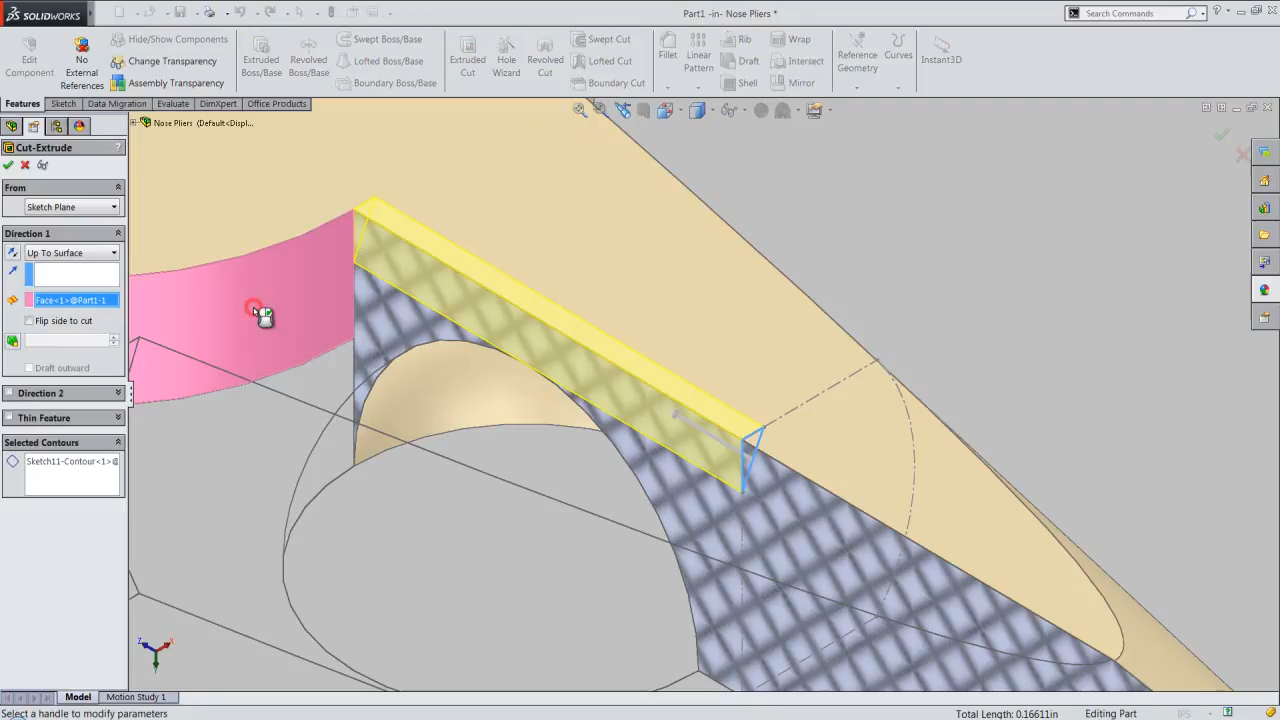 SOLIDWORKS
Part1 -in- Nose Pliers *
Search Commands
Edit Component
No External References
Hide/Show Components
Change Transparency
Assembly Transparency
Extruded Boss/Base
Revolved Boss/Base
Swept Boss/Base
Lofted Boss/Base
Boundary Boss/Base
Extruded Cut
Hole Wizard
Revolved Cut
Swept Cut
Lofted Cut
Boundary Cut
Fillet
Linear Pattern
Rib
Draft
Shell
Wrap
Intersect
Mirror
Reference Geometry
Curves
Instant3D
Features
Sketch
Data Migration
Evaluate
DimXpert
Office Products
Nose Pliers (Default<Displ...
Cut-Extrude
?
From
Sketch Plane
Direction 1
Up To Surface
Face<1>@Part1-1
Flip side to cut
Draft outward
Direction 2
Thin Feature
Selected Contours
Sketch11-Contour<1>@
Z
X
Y
Model
Motion Study 1
Select a handle to modify parameters
Total Length: 0.16611in
Editing Part
IPS